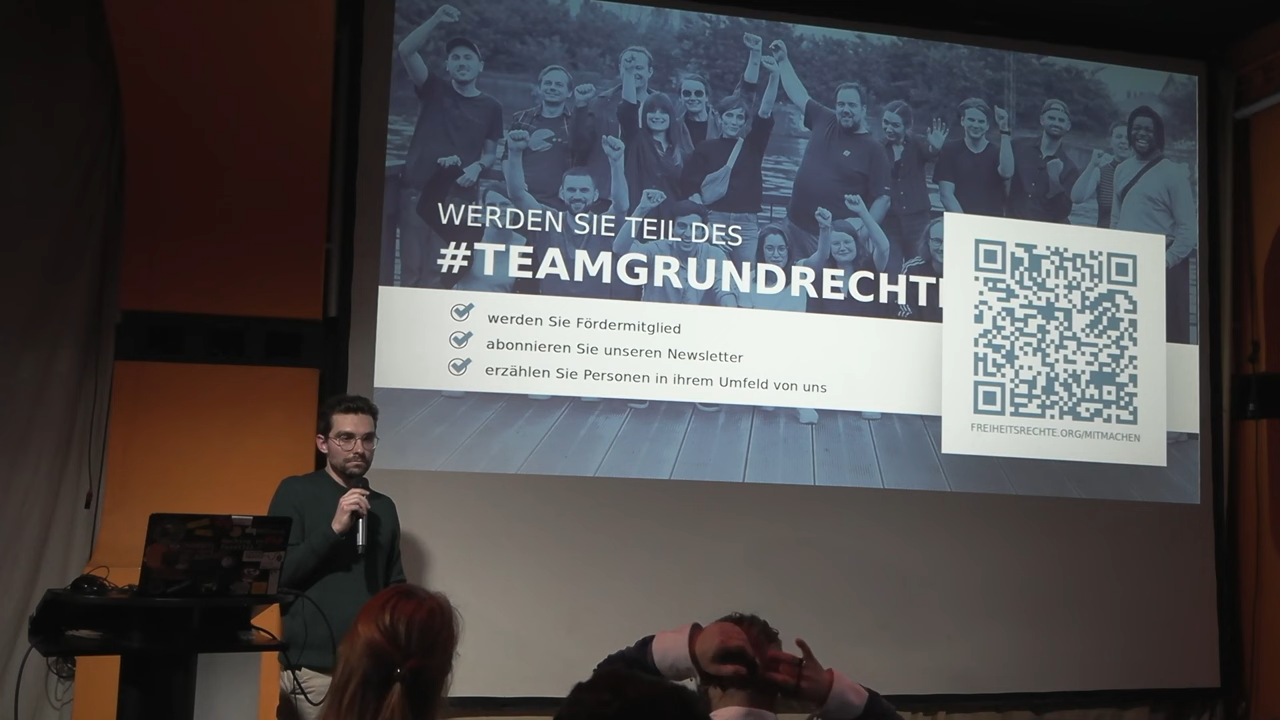 WERDEN SIE TEIL DES
#TEAMGRUNDRECHTE
werden Sie Fördermitglied
abonnieren Sie unseren Newsletter
erzählen Sie Personen in ihrem Umfeld von uns
FREIHEITSRECHTE.ORG/MITMACHEN